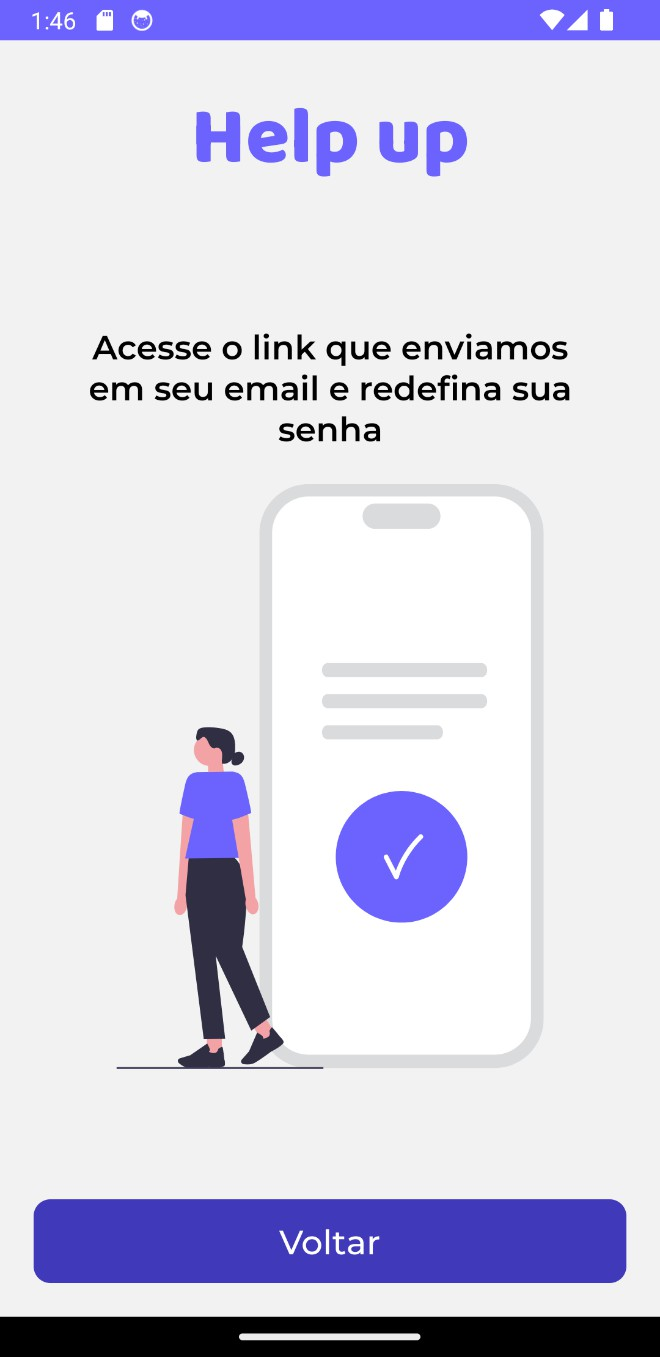 1:46
Help up
Acesse o link que enviamos
em seu email e redefina sua
senha
Voltar